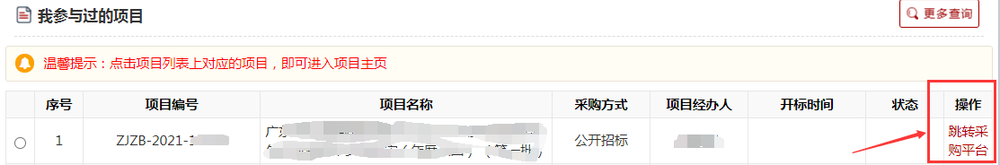 我参与过的项目
更多查询
温馨提示：点击项目列表上对应的项目，即可进入项目主页
序号 项目编号 项目名称 采购方式 项目经办人 开标时间 状态 操作
1 ZJZB-2021-1 广东 公开招标 跳转采
（第一批） 购平台